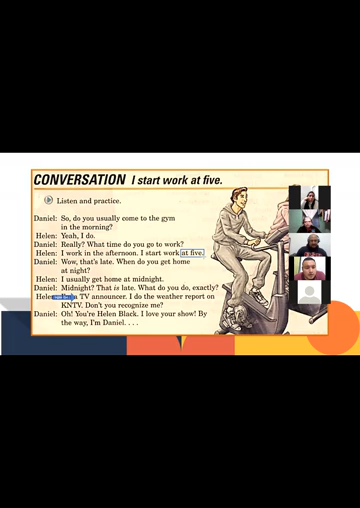 CONVERSATION I start work at five.
Listen and practice.
Daniel: So, do you usually come to the gym
in the morning?
Helen: Yeah, I do.
Daniel: Really? What time do you go to work?
Helen: I work in the afternoon. I start work at five.
Daniel: Wow, that's late. When do you get home
at night?
Helen: I usually get home at midnight.
Daniel: Midnight? That is late. What do you do, exactly?
Helen TV announcer. I do the weather report on
KNTV. Don't you recognize me?
Daniel: Oh! You're Helen Black. I love your show! By
the way, I'm Daniel. . . .